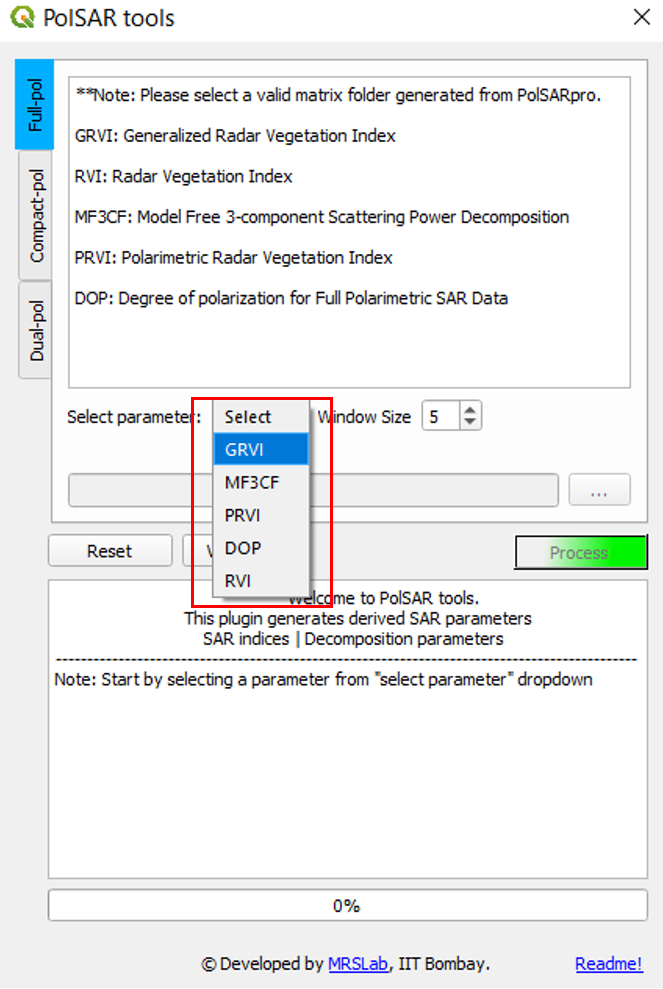 PolSAR tools
Full-pol
Compact-pol
Dual-pol
**Note: Please select a valid matrix folder generated from PolSARpro.
GRVI: Generalized Radar Vegetation Index
RVI: Radar Vegetation Index
MF3CF: Model Free 3-component Scattering Power Decomposition
PRVI: Polarimetric Radar Vegetation Index
DOP: Degree of polarization for Full Polarimetric SAR Data
Select parameter: Select Window Size 5
GRVI
MF3CF
PRVI
DOP
RVI
...
Reset
Process
Welcome to PolSAR tools.
This plugin generates derived SAR parameters
SAR indices | Decomposition parameters
Note: Start by selecting a parameter from "select parameter" dropdown
0%
© Developed by MRSLab, IIT Bombay. Readme!